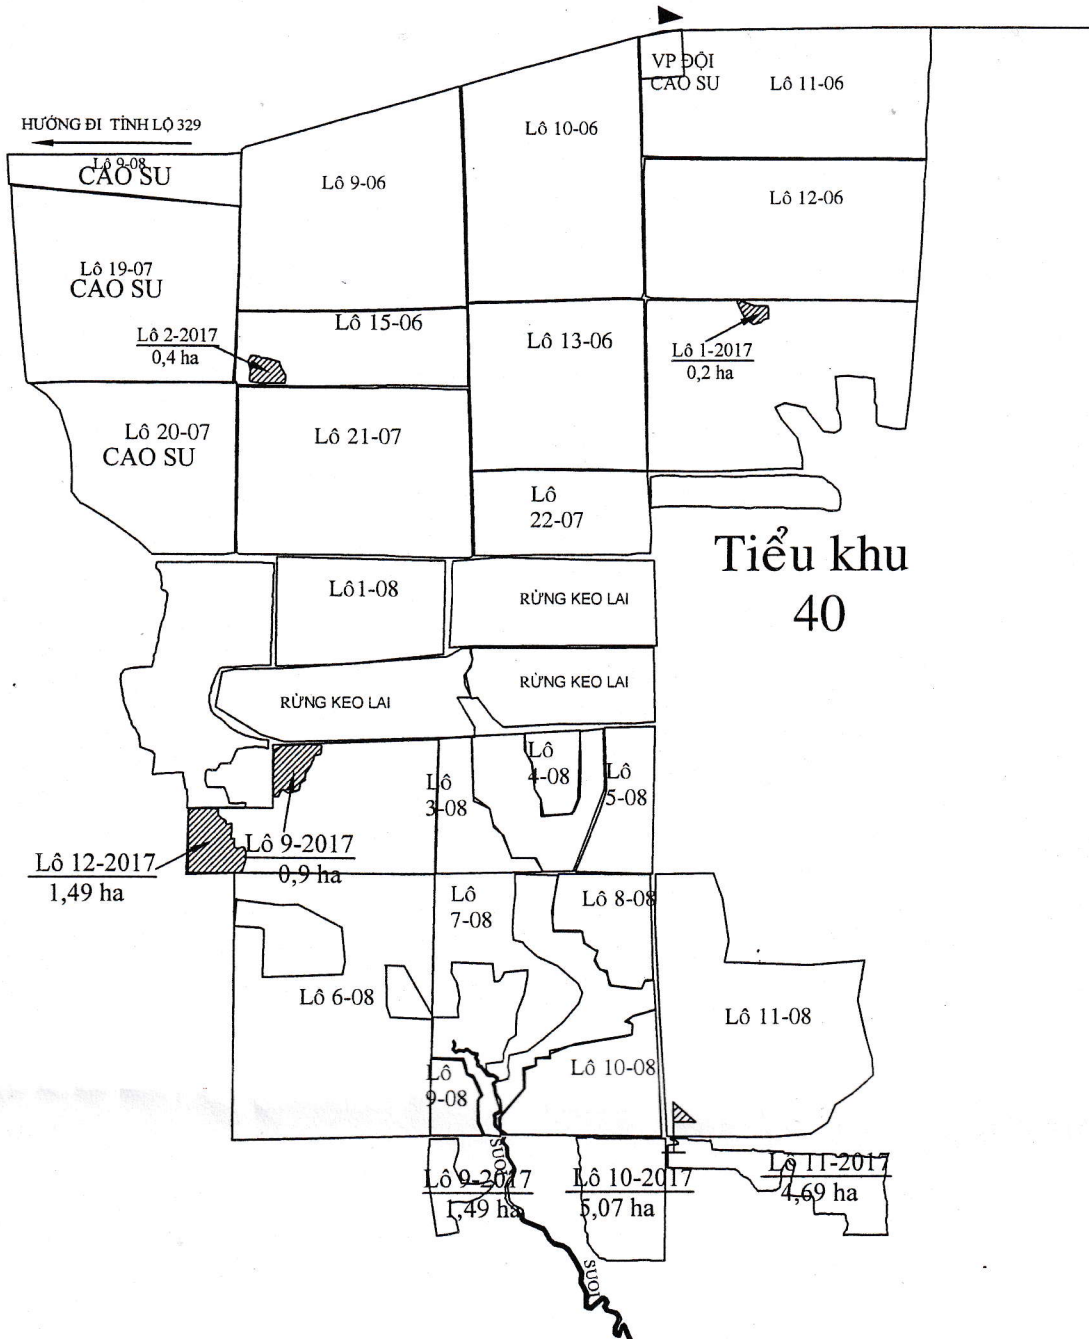 VP ĐỘI
CAO SU
Lô 11-06
HƯỚNG ĐI TỈNH LỘ 329
Lô 10-06
Lô 9-08
CAO SU
Lô 9-06
Lô 12-06
Lô 19-07
CAO SU
Lô 2-2017
0,4 ha
Lô 15-06
Lô 13-06
Lô 1-2017
0,2 ha
Lô 20-07
CAO SU
Lô 21-07
Lô
22-07
Tiểu khu
40
Lô1-08
RỪNG KEO LAI
RỪNG KEO LAI
RỪNG KEO LAI
Lô
3-08
Lô
4-08
Lô
5-08
Lô 12-2017
1,49 ha
Lô 9-2017
0,9 ha
Lô
7-08
Lô 8-08
Lô 6-08
Lô 11-08
Lô
9-08
Lô 10-08
SUOI
Lô 9-2017
1,49 ha
Lô 10-2017
5,07 ha
Lô 11-2017
4,69 ha
SUOI